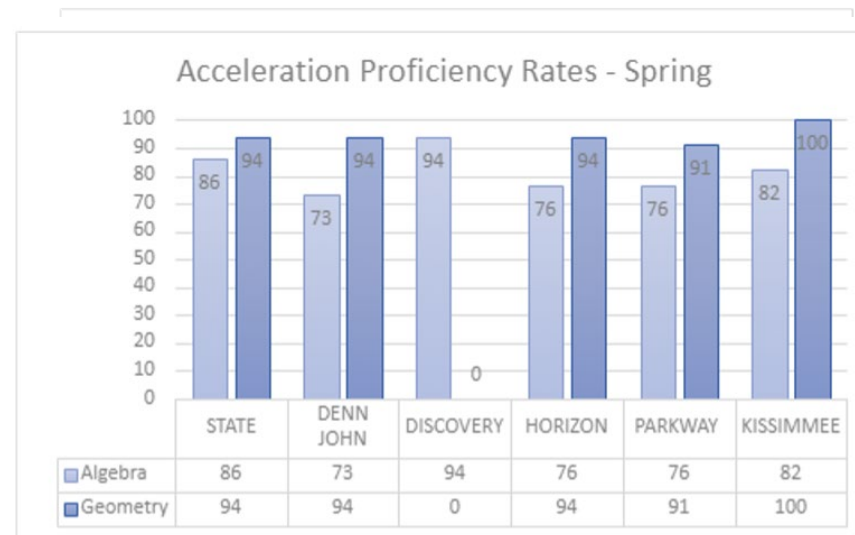 Acceleration Proficiency Rates - Spring
100
90
80
70
60
50
40
30
20
10
0
86 94 73 94 94 0 76 94 76 91 82 100
STATE DENN JOHN DISCOVERY HORIZON PARKWAY KISSIMMEE
Algebra 86 73 94 76 76 82
Geometry 94 94 0 94 91 100